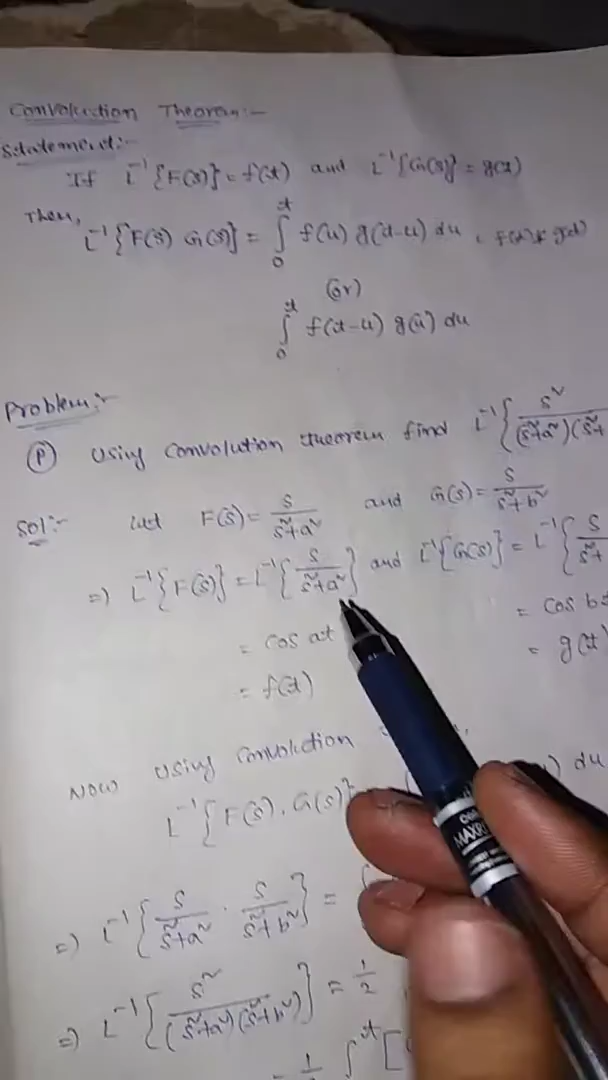 Convolution Theorem:-
Statement:-
If L⁻¹{F(s)} = f(t) and L⁻¹{G(s)} = g(t)
Then,
L⁻¹{F(s) G(s)} = ∫₀ᵗ f(u) g(t-u) du, f(t) * g(t)
(or)
∫₀ᵗ f(t-u) g(u) du
Problem:-
Ⓟ Using Convolution theorem find L⁻¹{s²/(s²+a²)(s²+
Sol:- Let F(s) = s/(s²+a²) and G(s) = s/(s²+b²)
=) L⁻¹{F(s)} = L⁻¹{s/(s²+a²)} and L⁻¹{G(s)} = L⁻¹{s/(s²+
= cos at = cos bt
= f(t) = g(t)
Now using Convolution
L⁻¹{F(s).G(s)} ) du
=) L⁻¹{s/(s²+a²) . s/(s²+b²)} =
=) L⁻¹{s²/(s²+a²)(s²+b²)} = 1/2
MAXR